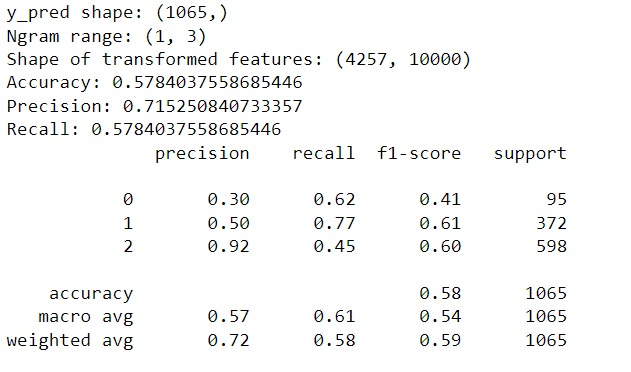 y_pred shape: (1065,)
Ngram range: (1, 3)
Shape of transformed features: (4257, 10000)
Accuracy: 0.5784037558685446
Precision: 0.715250840733357
Recall: 0.5784037558685446
precision recall f1-score support
0 0.30 0.62 0.41 95
1 0.50 0.77 0.61 372
2 0.92 0.45 0.60 598
accuracy 0.58 1065
macro avg 0.57 0.61 0.54 1065
weighted avg 0.72 0.58 0.59 1065